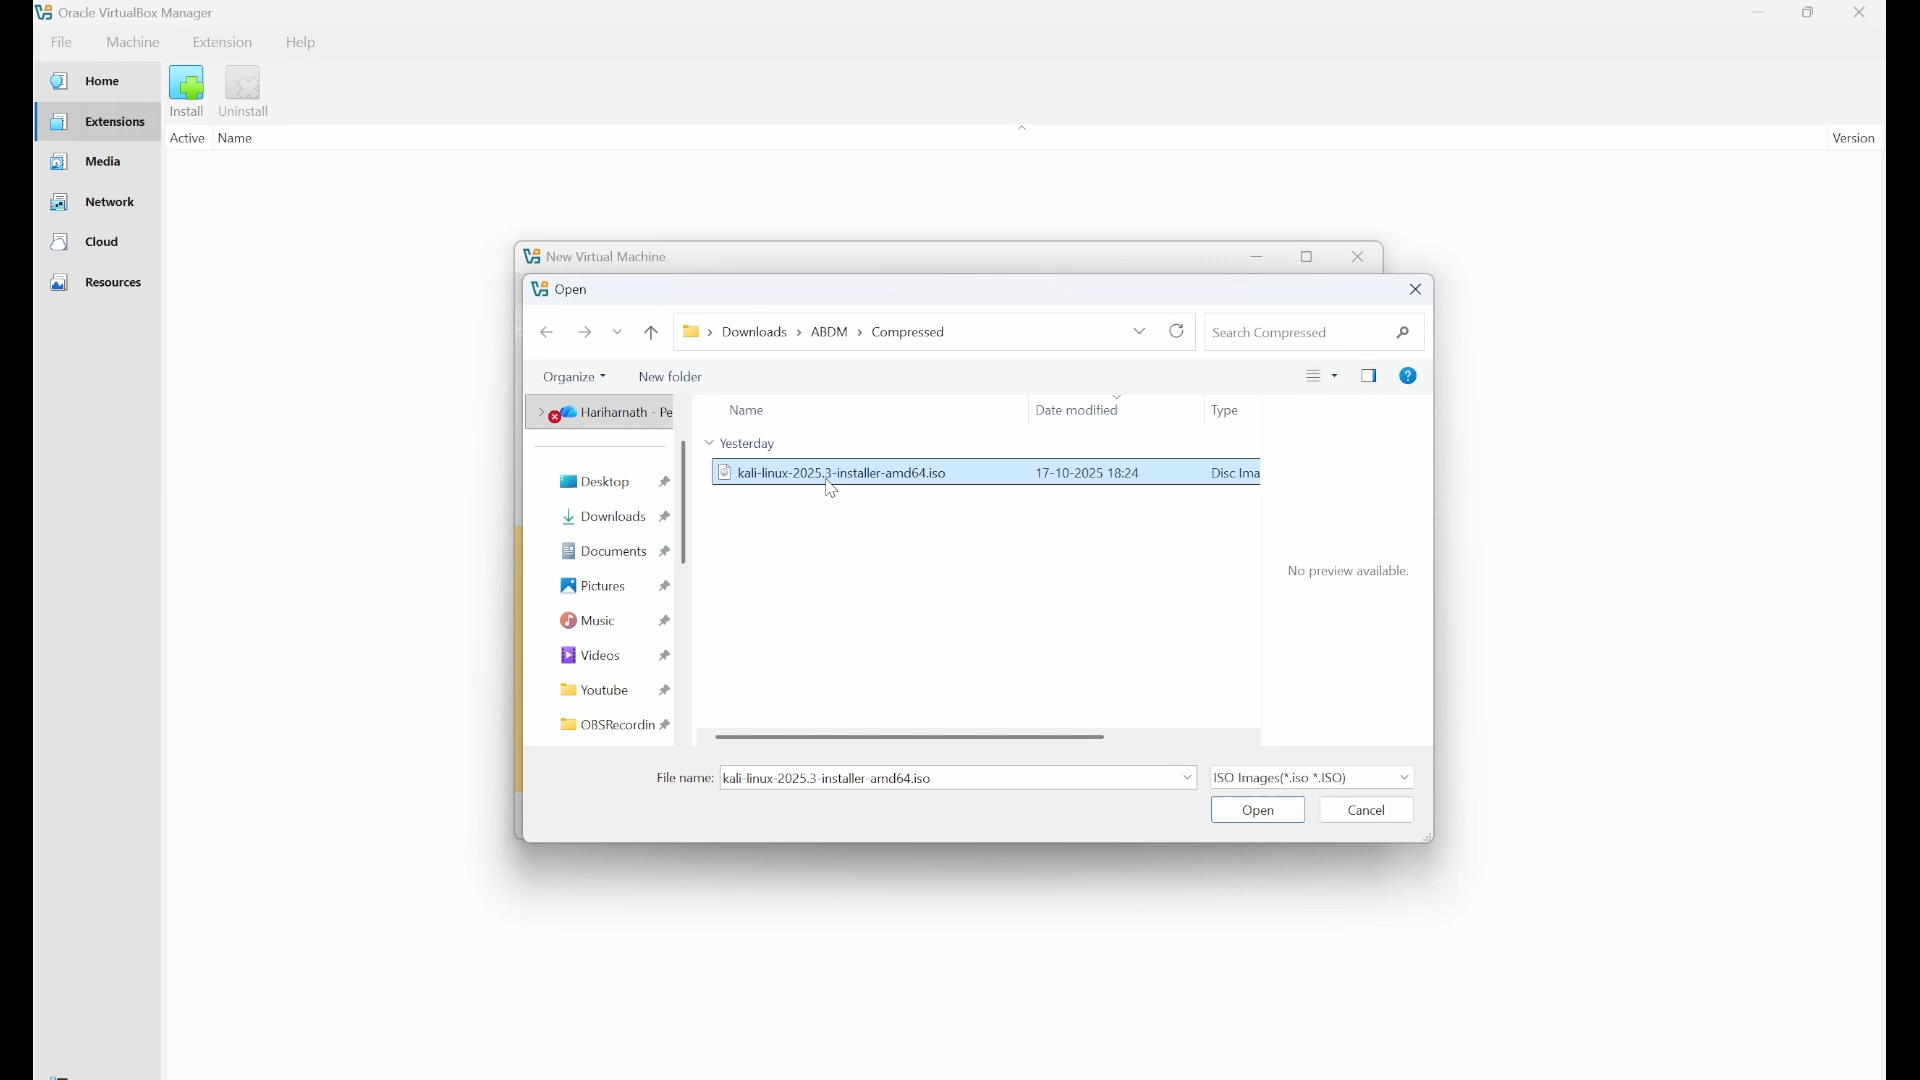 Oracle VirtualBox Manager
File Machine Extension Help
Home
Extensions
Media
Network
Cloud
Resources
Install Uninstall
Active Name Version
New Virtual Machine
Open
Downloads ABDM Compressed
Search Compressed
Organize New folder
Hariharnath - Pe
Desktop
Downloads
Documents
Pictures
Music
Videos
Youtube
OBSRecordin
Name Date modified Type
Yesterday
kali-linux-2025.3-installer-amd64.iso 17-10-2025 18:24 Disc Ima
No preview available.
File name: kali-linux-2025.3-installer-amd64.iso ISO Images(*.iso *.ISO)
Open Cancel